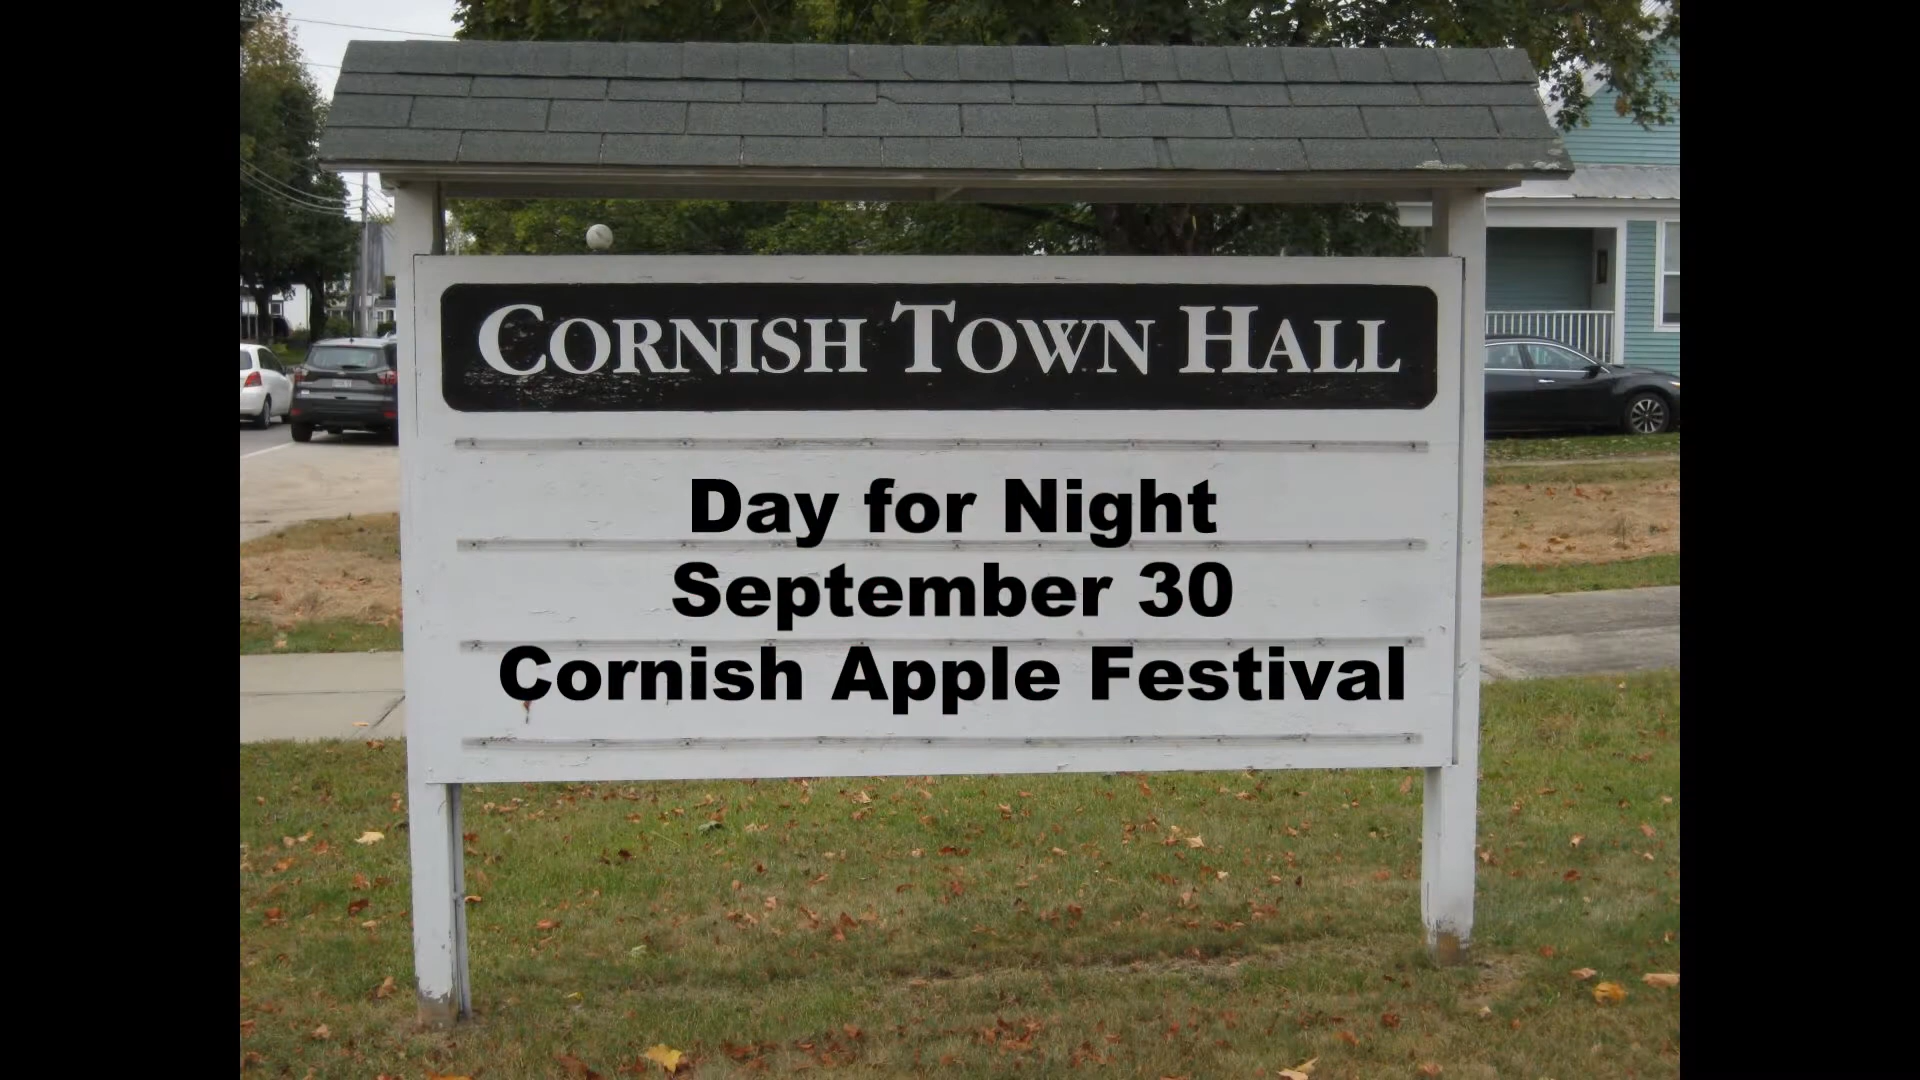 CORNISH TOWN HALL
Day for Night
September 30
Cornish Apple Festival